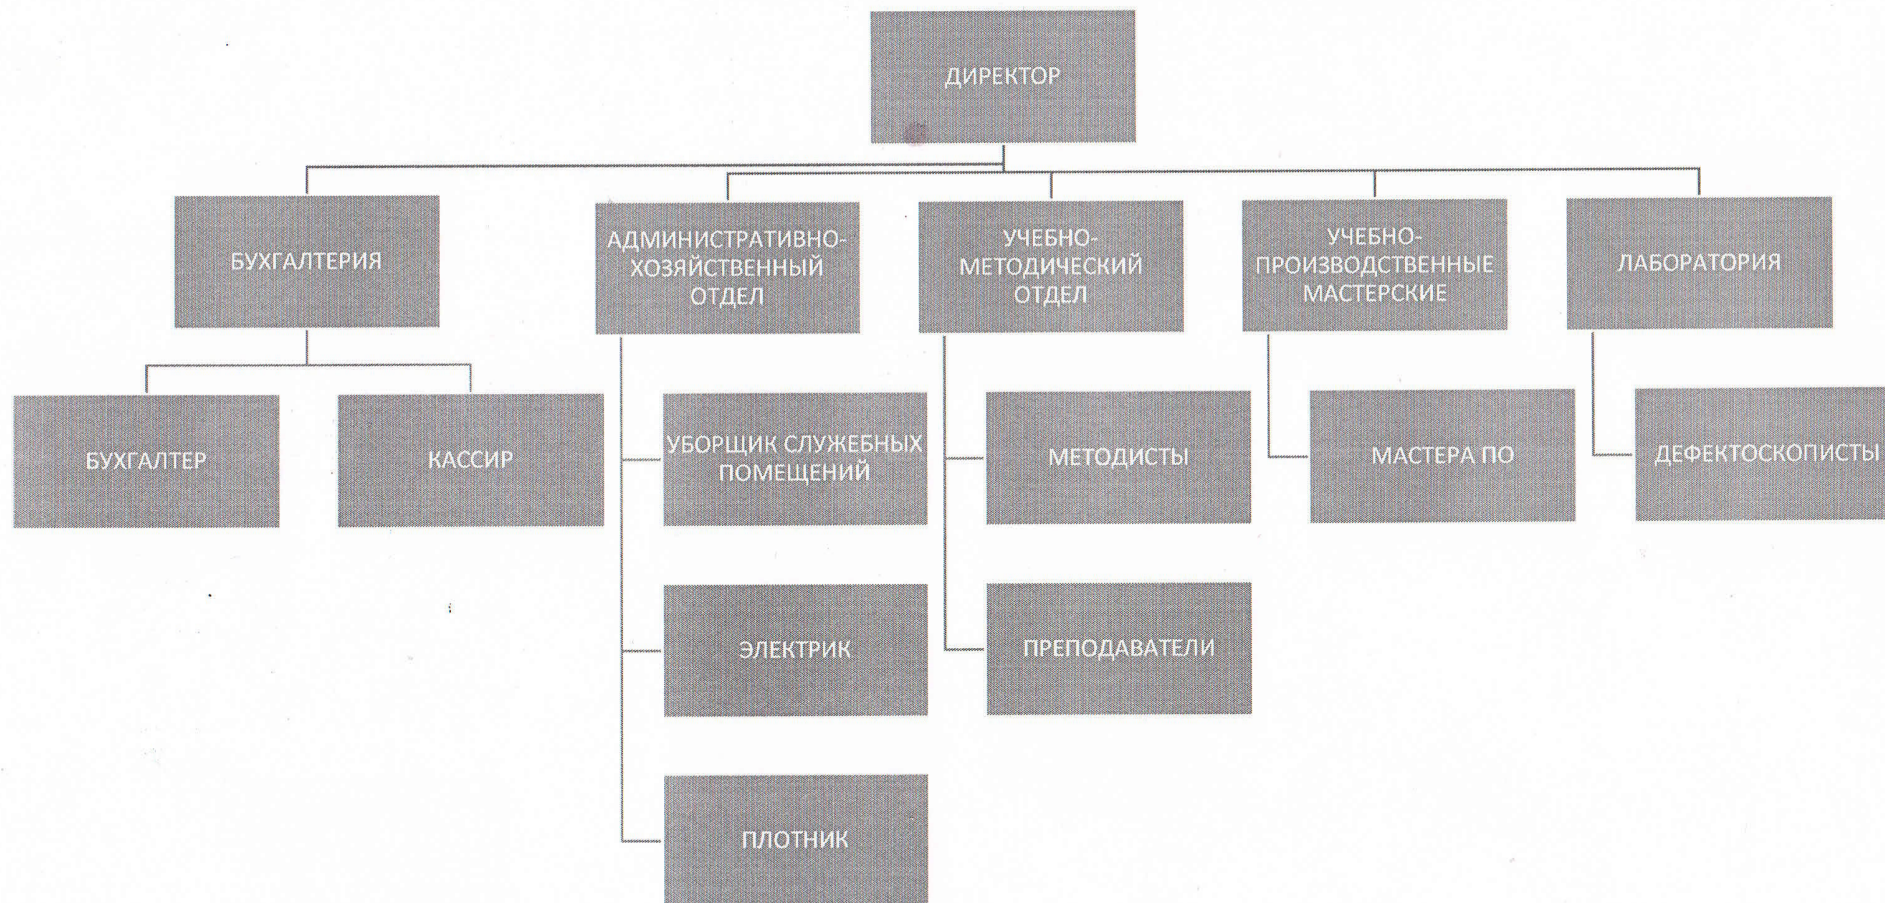 ДИРЕКТОР
БУХГАЛТЕРИЯ
АДМИНИСТРАТИВНО-
ХОЗЯЙСТВЕННЫЙ
ОТДЕЛ
УЧЕБНО-
МЕТОДИЧЕСКИЙ
ОТДЕЛ
УЧЕБНО-
ПРОИЗВОДСТВЕННЫЕ
МАСТЕРСКИЕ
ЛАБОРАТОРИЯ
БУХГАЛТЕР
КАССИР
УБОРЩИК СЛУЖЕБНЫХ
ПОМЕЩЕНИЙ
МЕТОДИСТЫ
МАСТЕРА ПО
ДЕФЕКТОСКОПИСТЫ
ЭЛЕКТРИК
ПРЕПОДАВАТЕЛИ
ПЛОТНИК